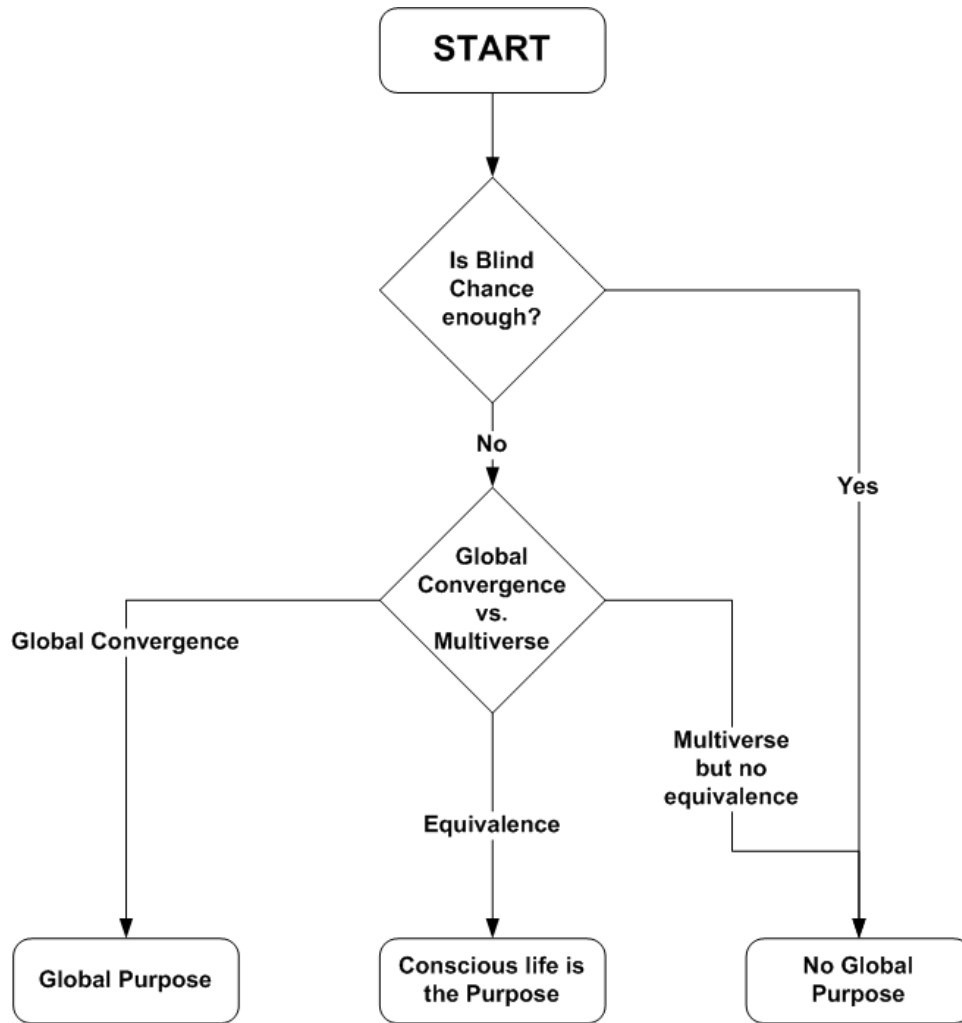 START
Is Blind
Chance
enough?
No
Yes
Global
Convergence
vs.
Multiverse
Global Convergence
Multiverse
but no
equivalence
Equivalence
Global Purpose
Conscious life is
the Purpose
No Global
Purpose